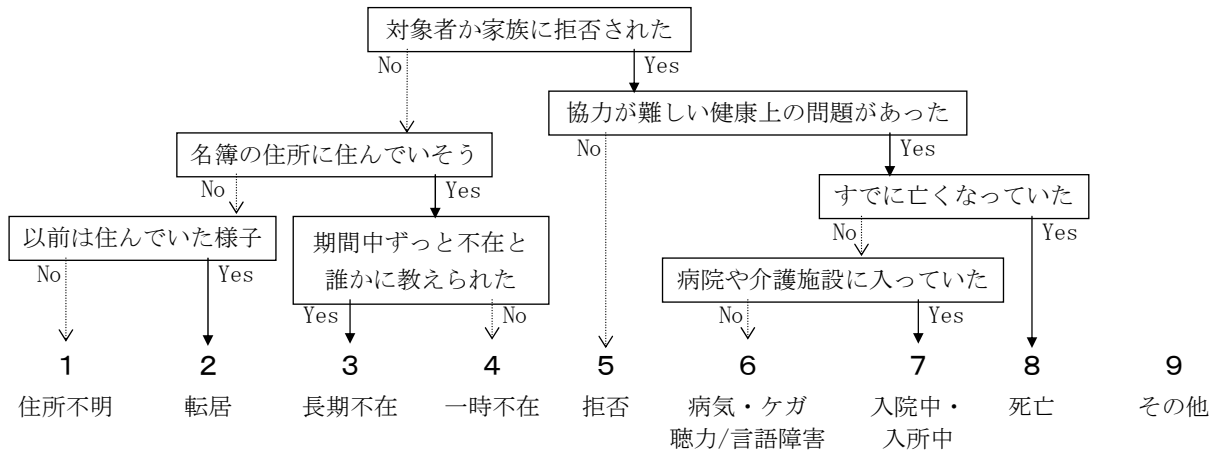 対象者か家族に拒否された
No
Yes
協力が難しい健康上の問題があった
名簿の住所に住んでいそう
No
Yes
No
Yes
すでに亡くなっていた
以前は住んでいた様子
期間中ずっと不在と
誰かに教えられた
No
Yes
病院や介護施設に入っていた
No
Yes
Yes
No
No
Yes
1
2
3
4
5
6
7
8
9
住所不明
転居
長期不在
一時不在
拒否
病気・ケガ
聴力/言語障害
入院中・
入所中
死亡
その他